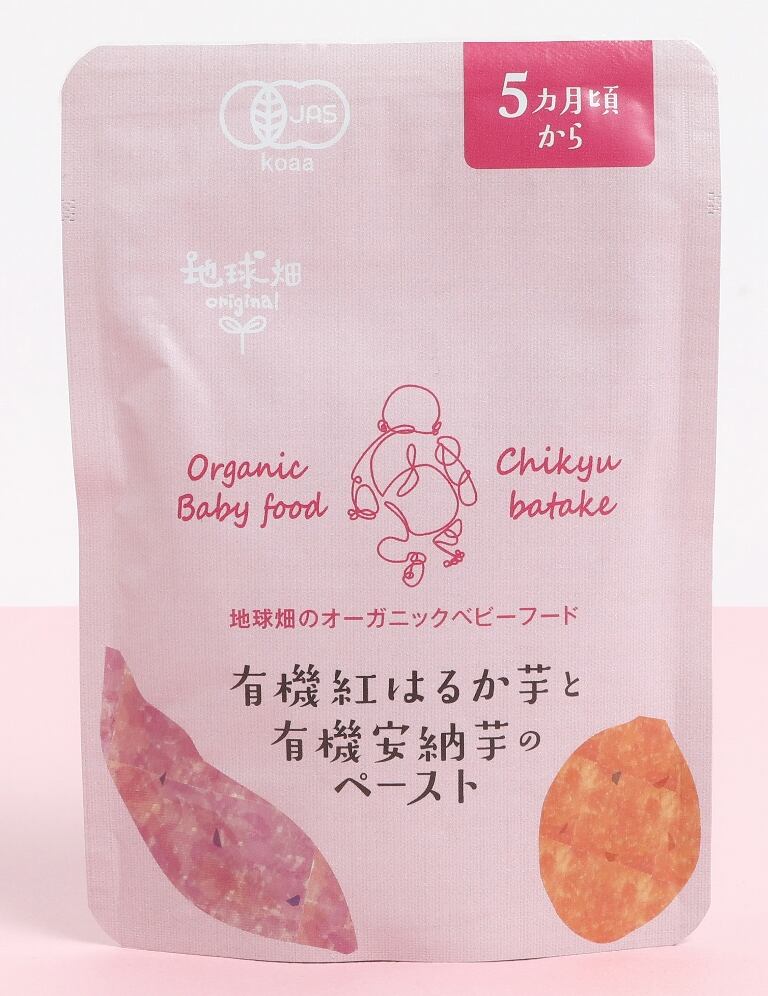 JAS
koaa
5カ月頃
から
地球畑
original
Organic
Baby food
Chikyu
batake
地球畑のオーガニックベビーフード
有機紅はるか芋と
有機安納芋の
ペースト